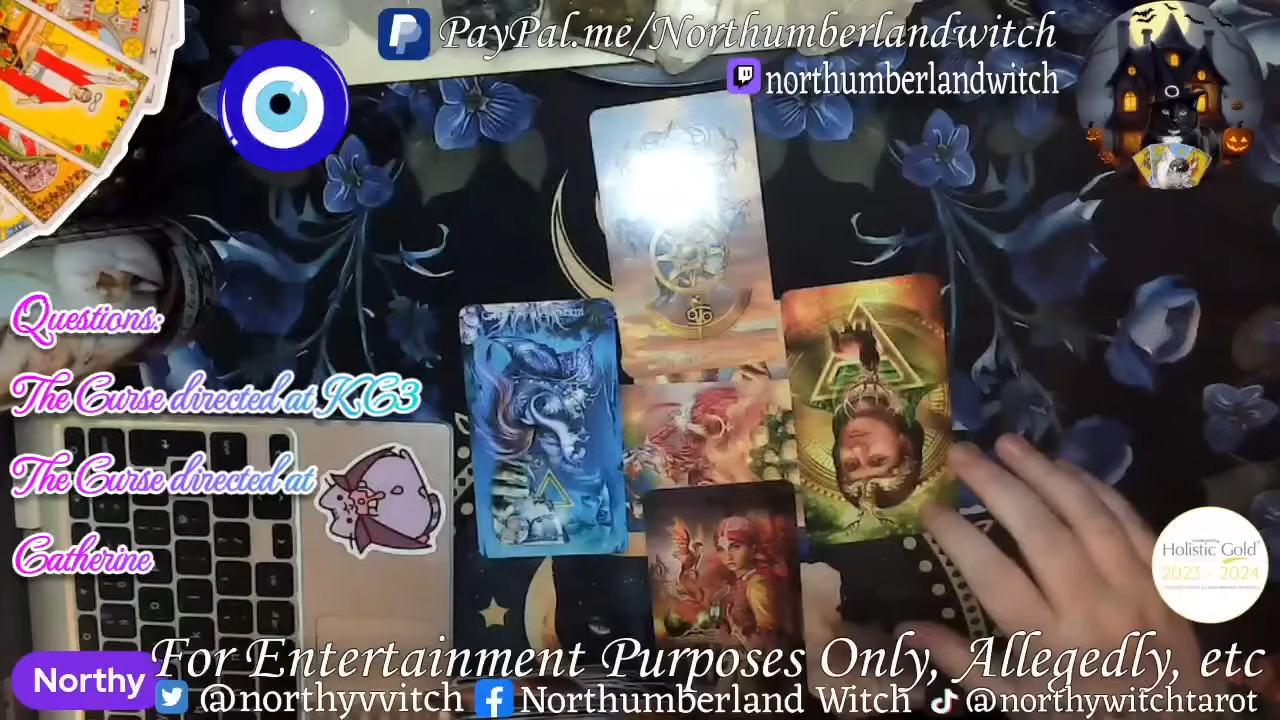 PayPal.me/Northumberlandwitch
northumberlandwitch
Questions:
The Curse directed at KC3
The Curse directed at
Catherine
Holistic Gold
2023 - 2024
For Entertainment Purposes Only, Allegedly, etc
Northy
@northyvvitch
Northumberland Witch
@northywitchtarot